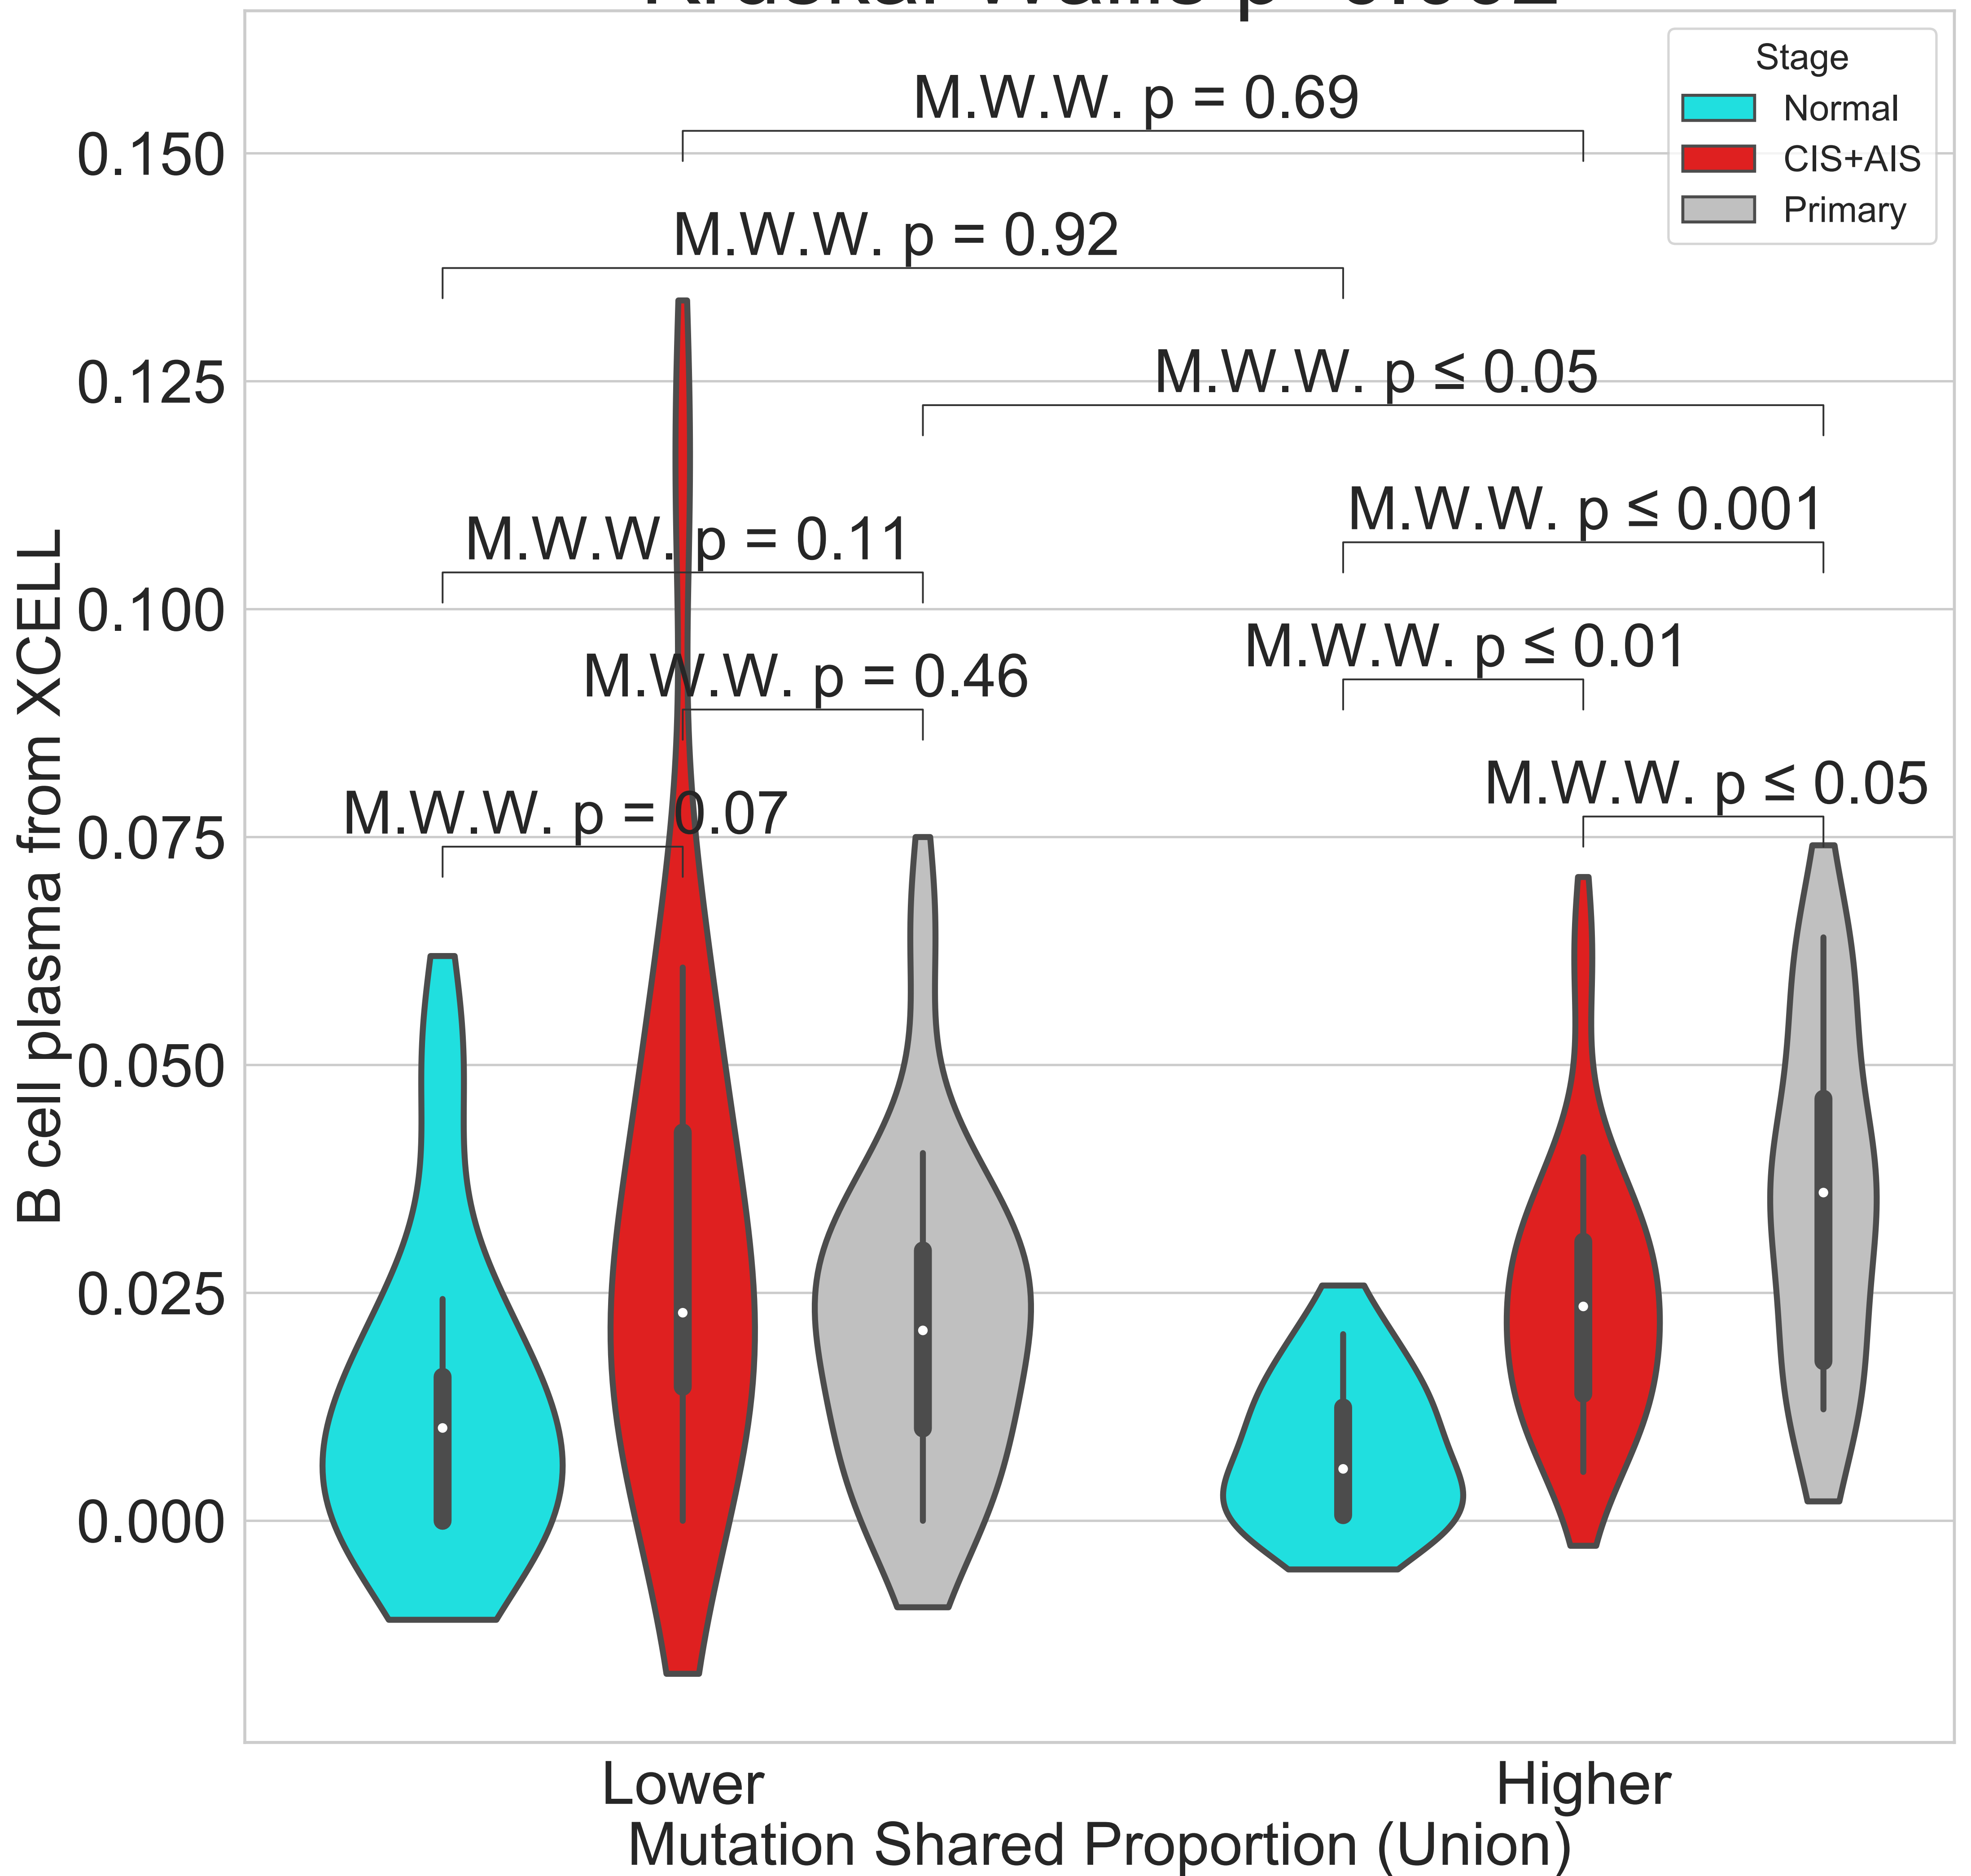 Stage
Normal
CIS+AIS
Primary
M.W.W. p = 0.69
M.W.W. p = 0.92
M.W.W. p ≤ 0.05
M.W.W. p ≤ 0.001
M.W.W. p = 0.11
M.W.W. p ≤ 0.01
M.W.W. p = 0.46
M.W.W. p ≤ 0.05
M.W.W. p = 0.07
0.150
0.125
0.100
0.075
0.050
0.025
0.000
B cell plasma from XCELL
Lower
Higher
Mutation Shared Proportion (Union)